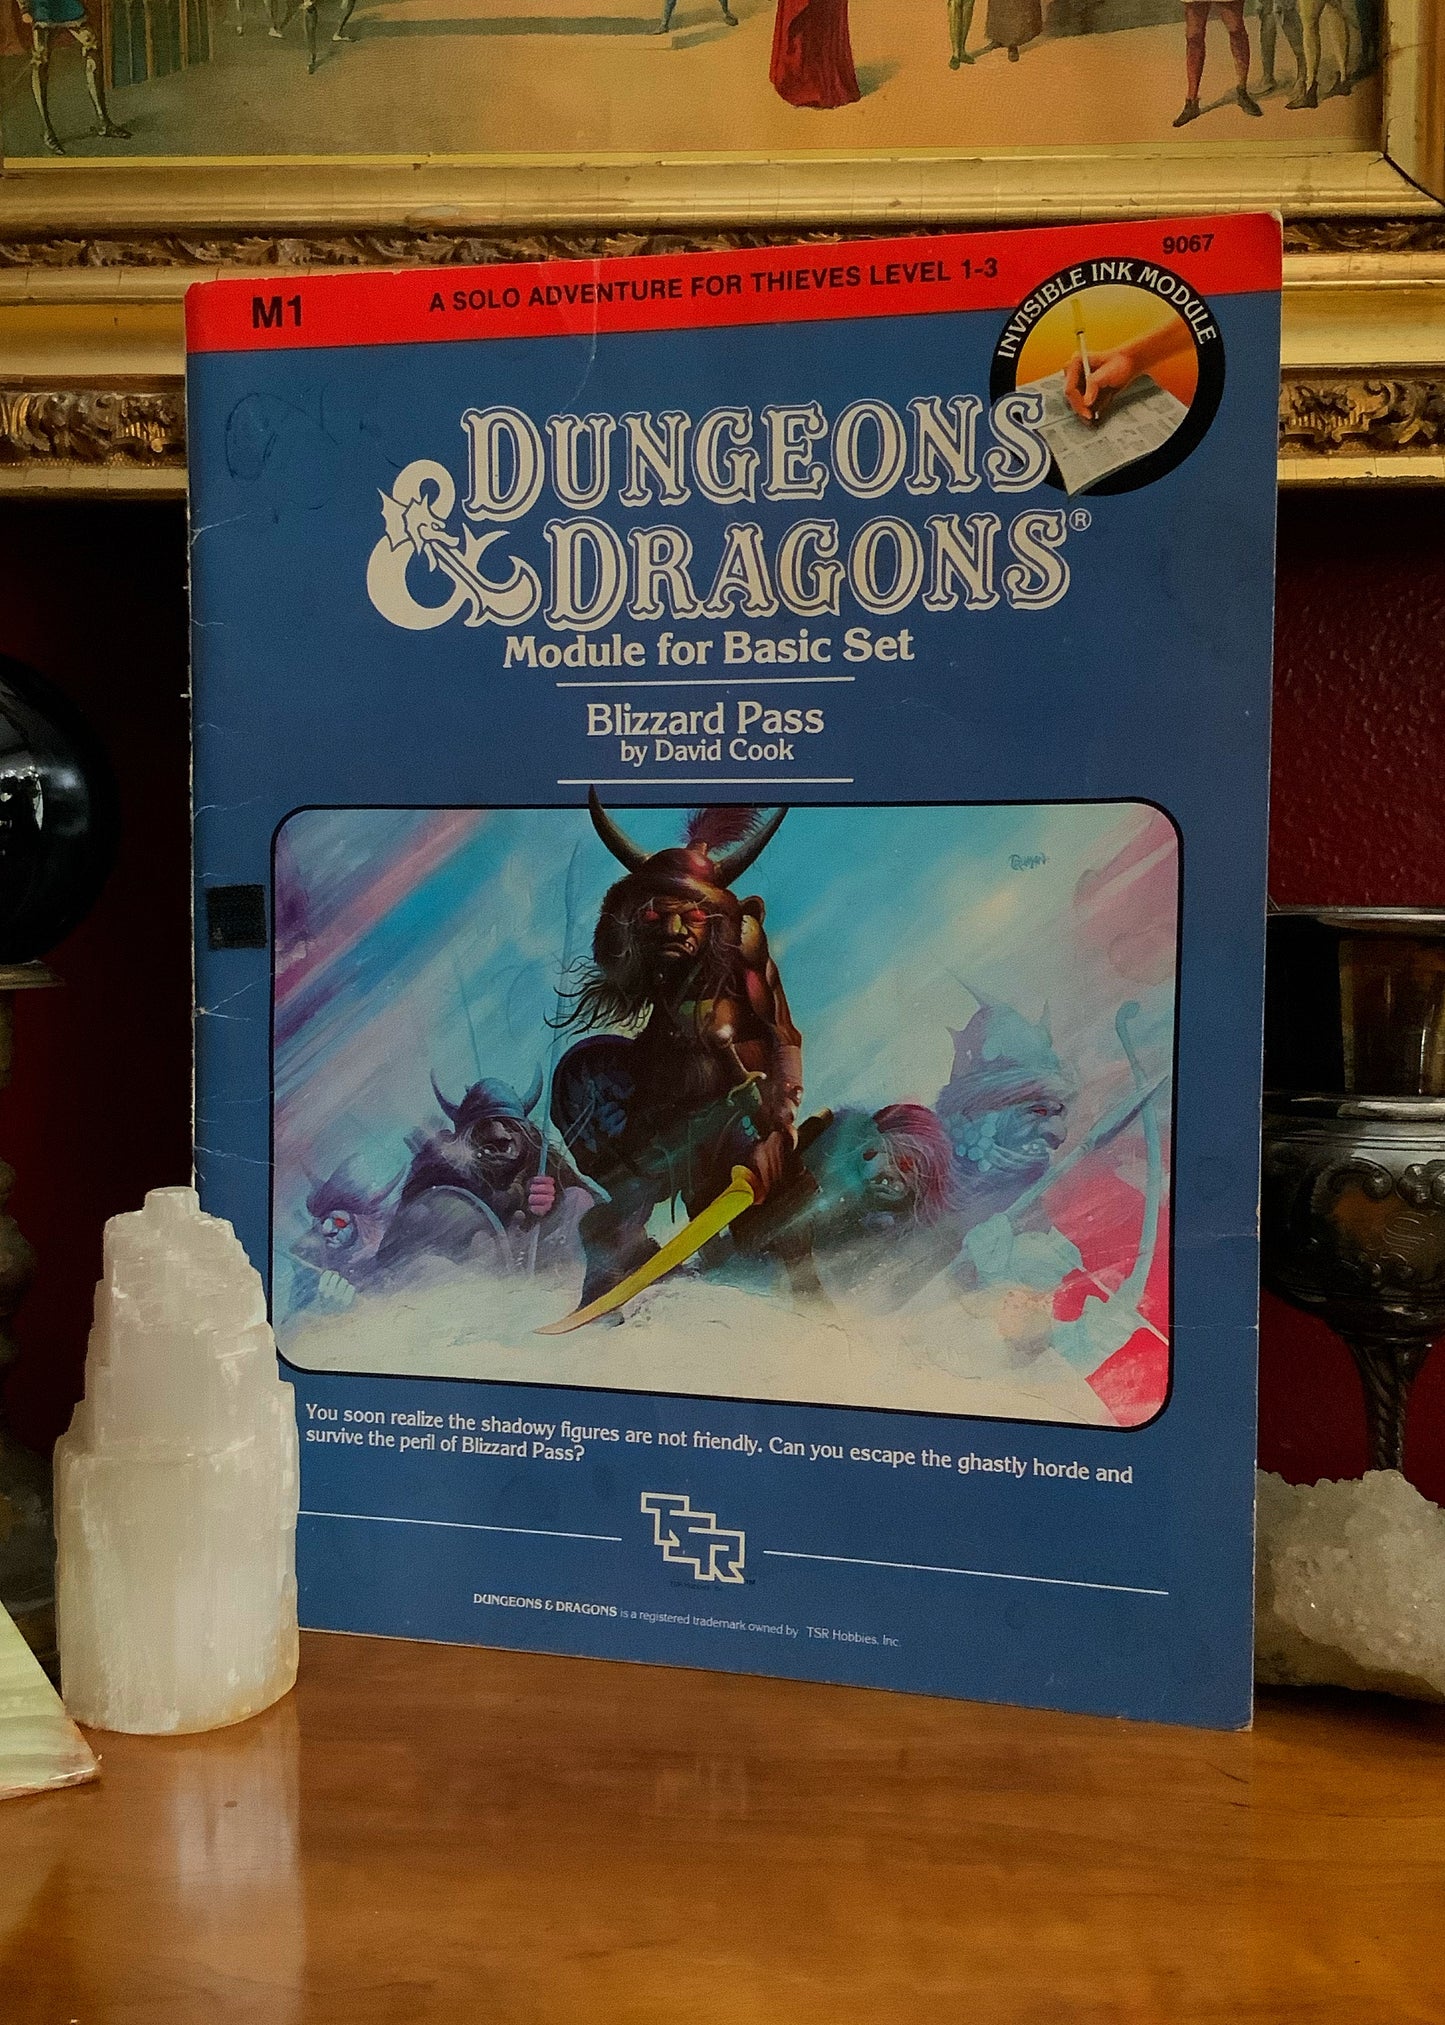 9067
M1
A SOLO ADVENTURE FOR THIEVES LEVEL 1-3
INVISIBLE INK MODULE
DUNGEONS
& DRAGONS®
Module for Basic Set
Blizzard Pass
by David Cook
You soon realize the shadowy figures are not friendly. Can you escape the ghastly horde and
survive the peril of Blizzard Pass?
TSR
DUNGEONS & DRAGONS is a registered trademark owned by TSR Hobbies, Inc.